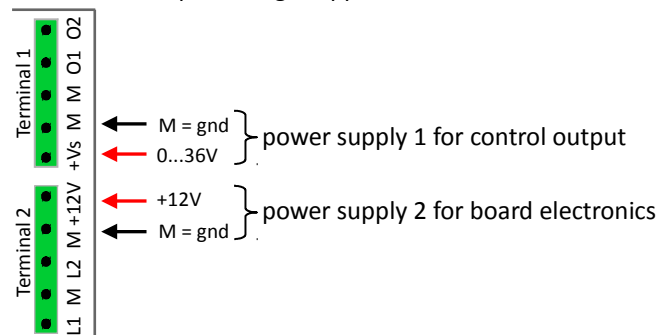 Terminal 1
O2
O1
M
M
+Vs
M = gnd
0...36V
power supply 1 for control output
Terminal 2
+12V
M
L2
M
L1
+12V
M = gnd
power supply 2 for board electronics